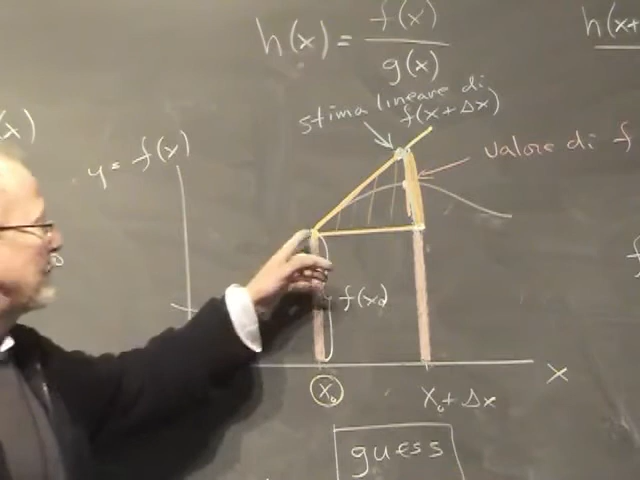 h(x) = f(x) / g(x)
h(x+
stima lineare di
f(x+Δx)
x)
y = f(x)
valore di f
f(x₀)
f
X₀
X₀ + Δx
X
guess